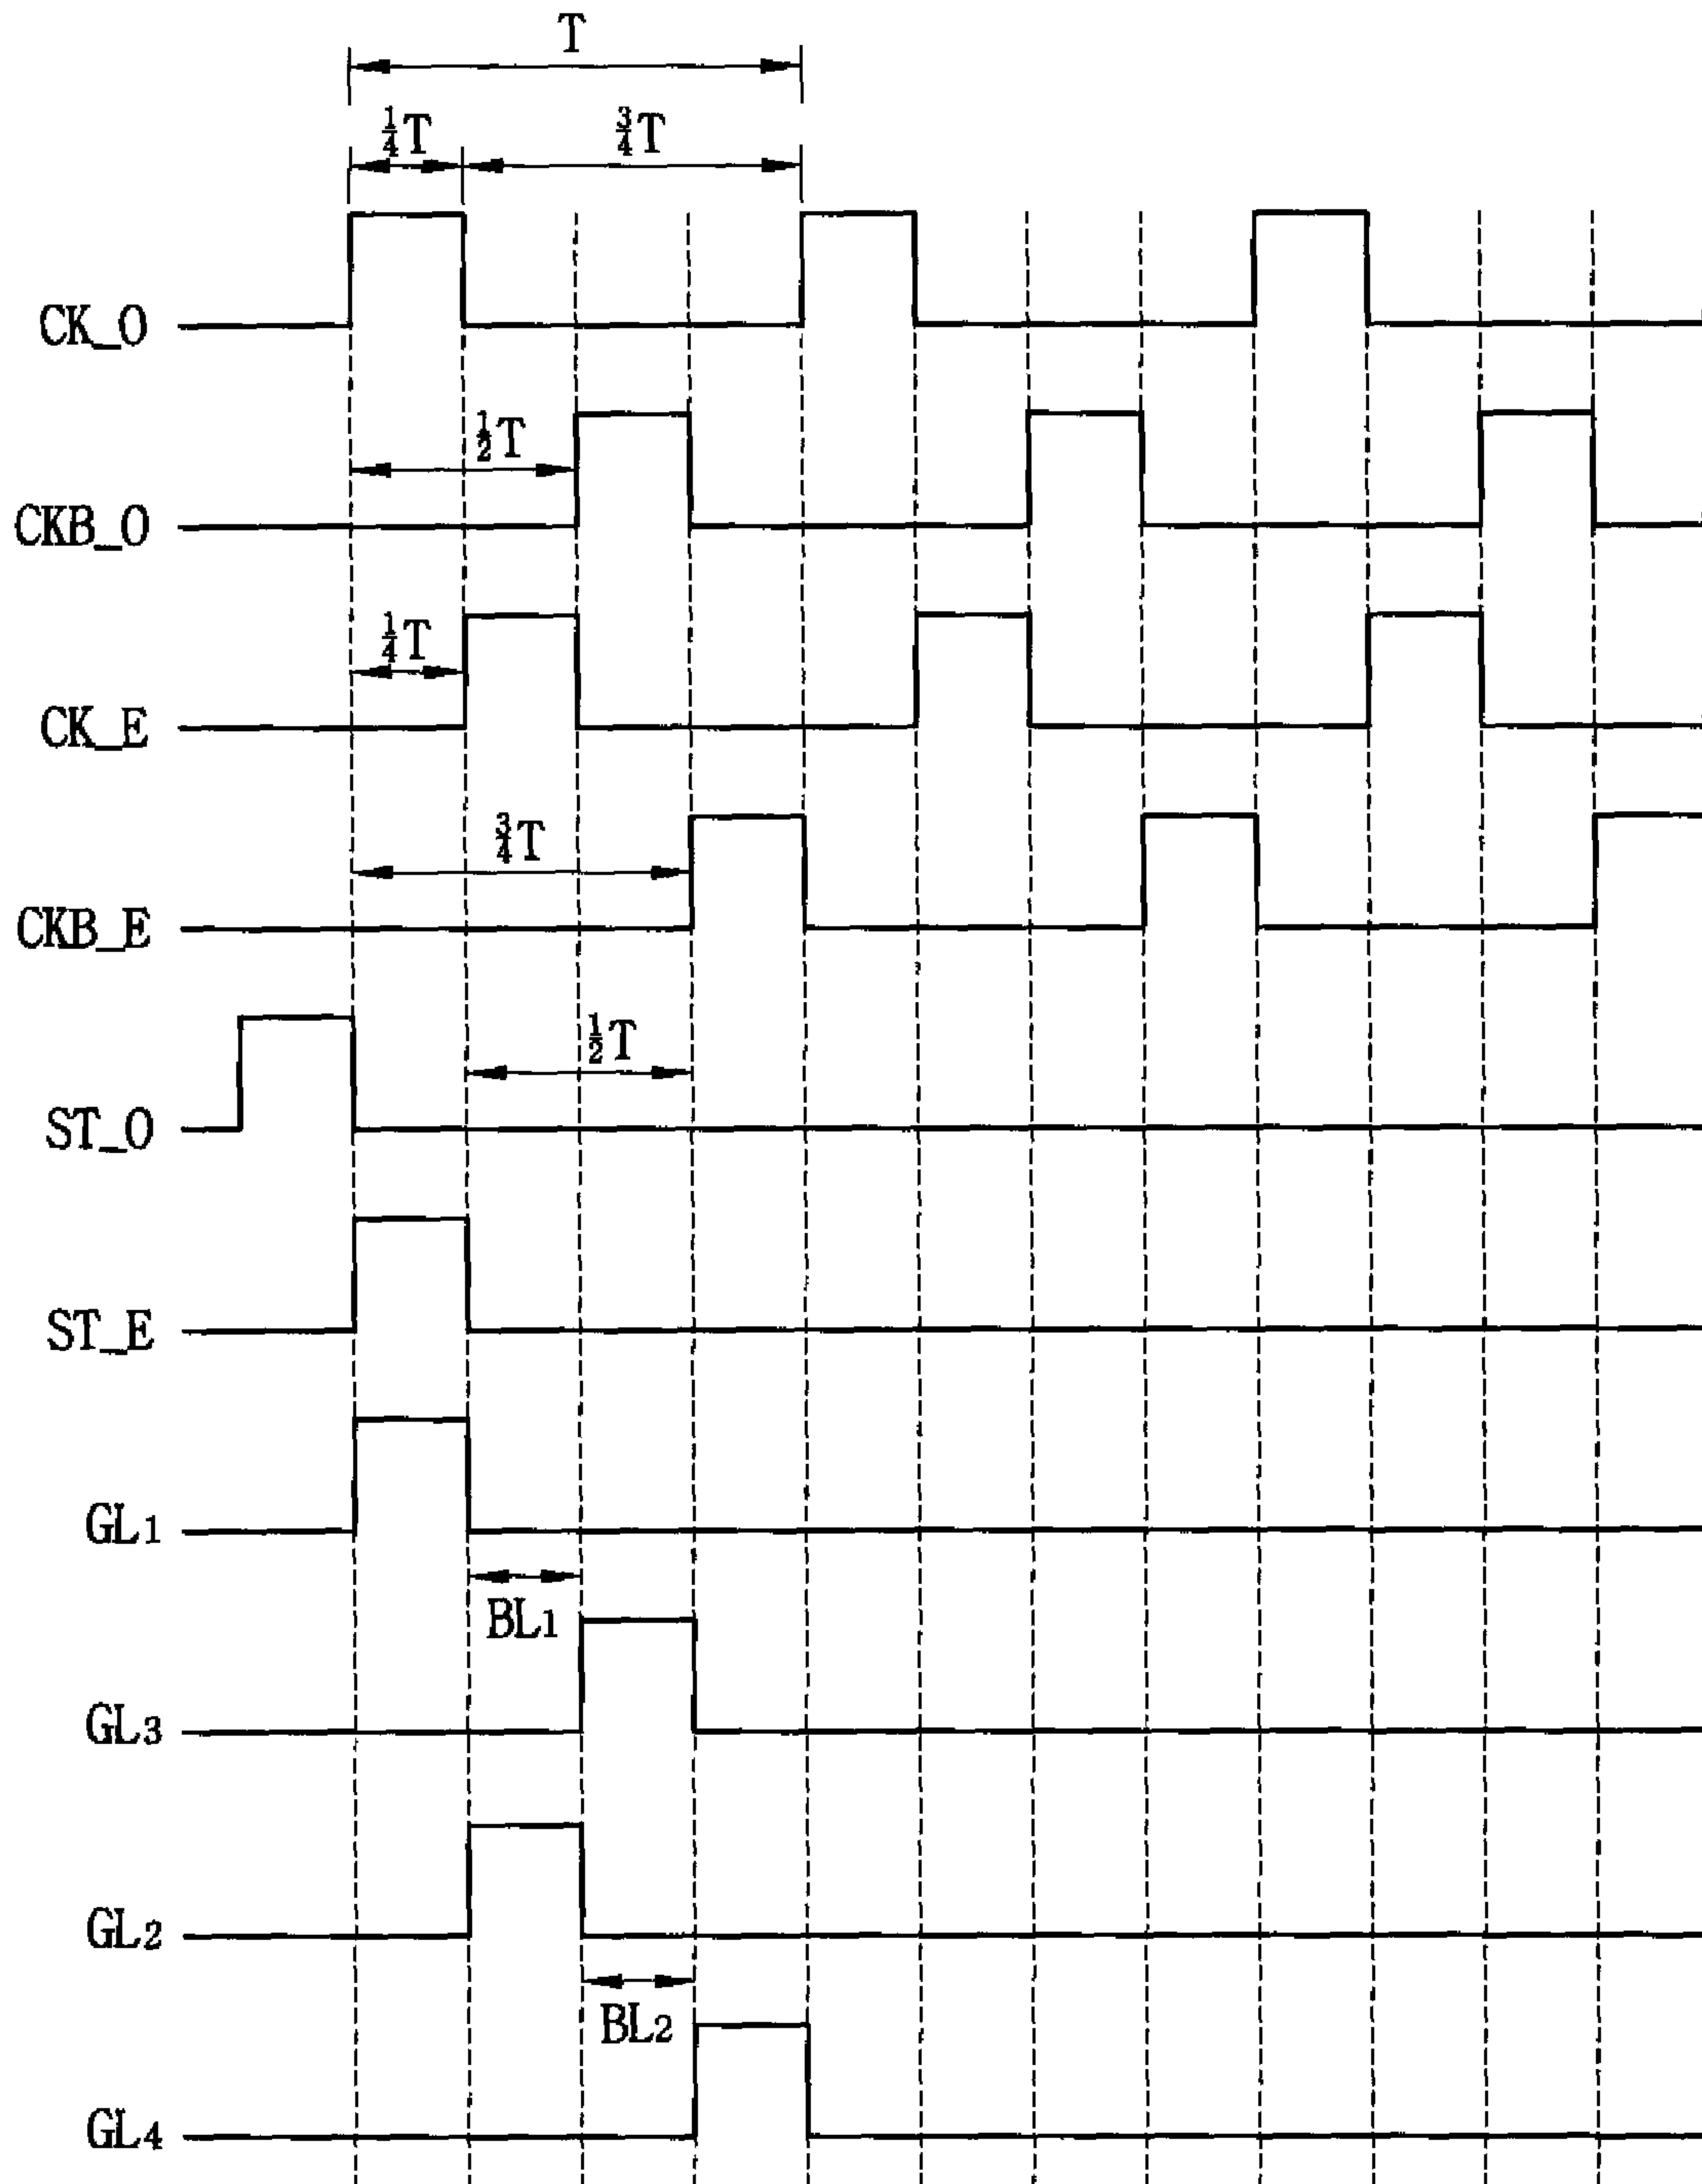 T
1/4T 3/4T
CK_O
1/2T
CKB_O
1/4T
CK_E
3/4T
CKB_E
1/2T
ST_O
ST_E
GL1
BL1
GL3
GL2
BL2
GL4